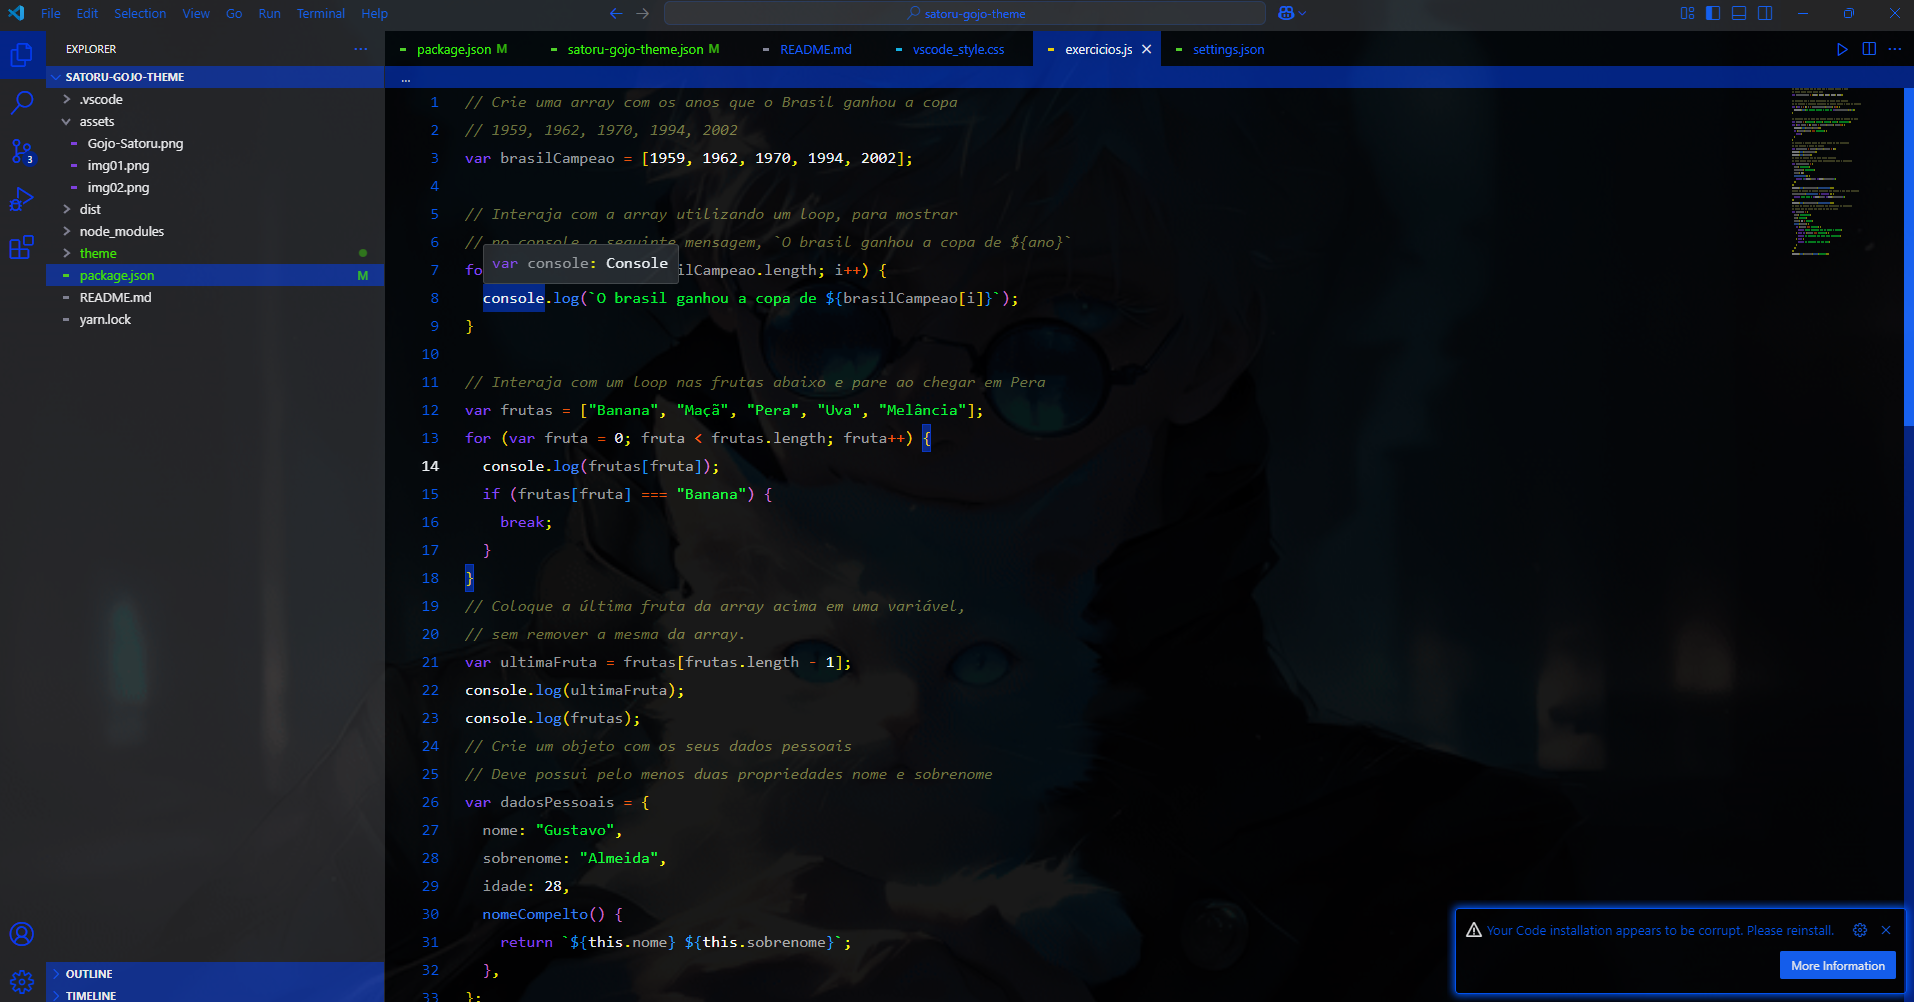 File Edit Selection View Go Run Terminal Help
satoru-gojo-theme
EXPLORER
SATORU-GOJO-THEME
.vscode
assets
Gojo-Satoru.png
img01.png
img02.png
dist
node_modules
theme
package.json M
README.md
yarn.lock
OUTLINE
TIMELINE
3
package.json M satoru-gojo-theme.json M README.md vscode_style.css exercicios.js settings.json
...
1 // Crie uma array com os anos que o Brasil ganhou a copa
2 // 1959, 1962, 1970, 1994, 2002
3 var brasilCampeao = [1959, 1962, 1970, 1994, 2002];
4
5 // Interaja com a array utilizando um loop, para mostrar
6 // no console a seguinte mensagem, `O brasil ganhou a copa de ${ano}`
var console: Console
7 fo ilCampeao.length; i++) {
8 console.log(`O brasil ganhou a copa de ${brasilCampeao[i]}`);
9 }
10
11 // Interaja com um loop nas frutas abaixo e pare ao chegar em Pera
12 var frutas = ["Banana", "Maçã", "Pera", "Uva", "Melância"];
13 for (var fruta = 0; fruta < frutas.length; fruta++) {
14 console.log(frutas[fruta]);
15 if (frutas[fruta] === "Banana") {
16 break;
17 }
18 }
19 // Coloque a última fruta da array acima em uma variável,
20 // sem remover a mesma da array.
21 var ultimaFruta = frutas[frutas.length - 1];
22 console.log(ultimaFruta);
23 console.log(frutas);
24 // Crie um objeto com os seus dados pessoais
25 // Deve possui pelo menos duas propriedades nome e sobrenome
26 var dadosPessoais = {
27 nome: "Gustavo",
28 sobrenome: "Almeida",
29 idade: 28,
30 nomeCompelto() {
31 return `${this.nome} ${this.sobrenome}`;
32 },
33 };
Your Code installation appears to be corrupt. Please reinstall.
More Information